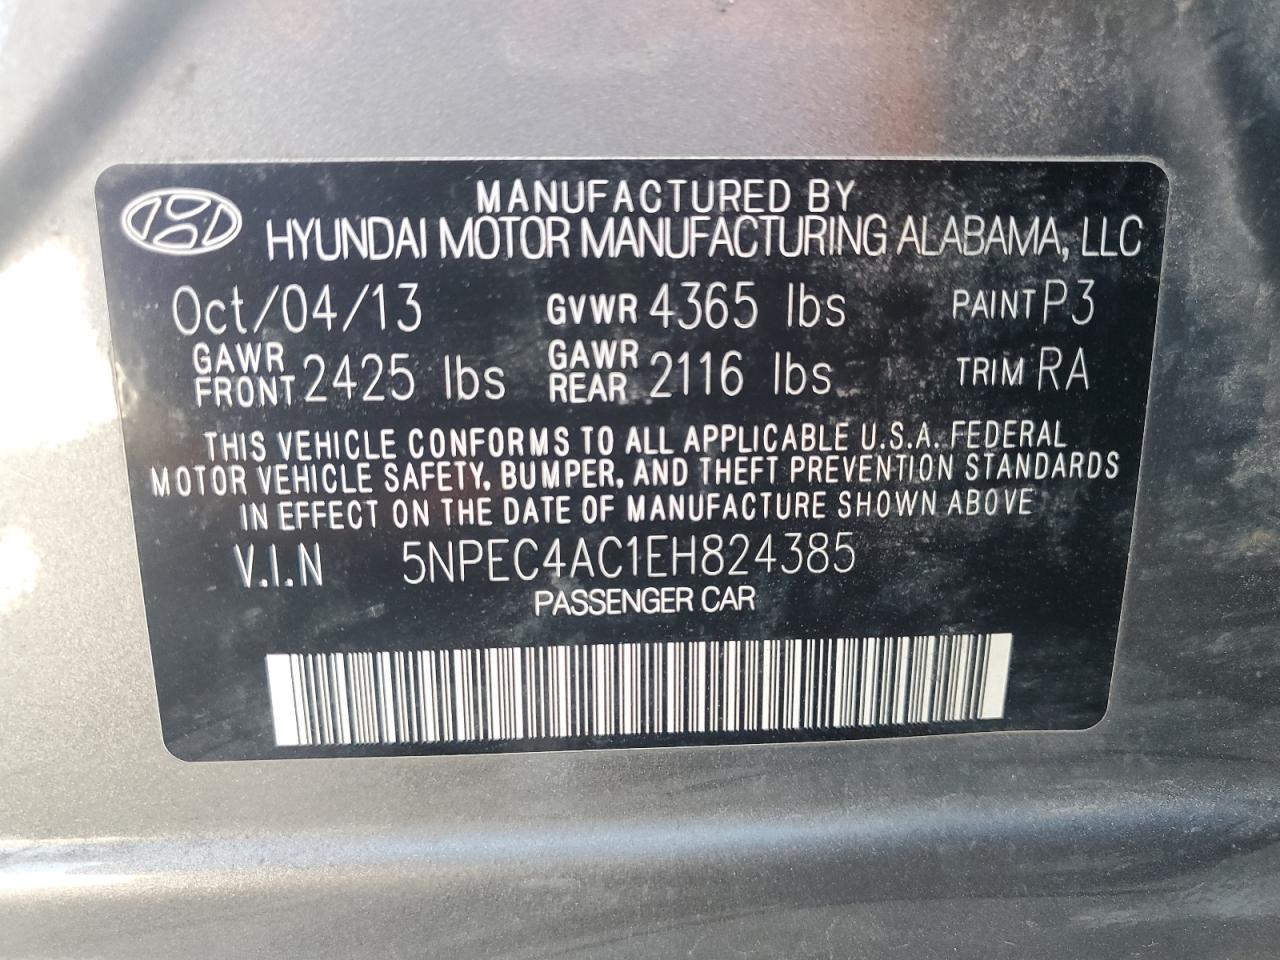 MANUFACTURED BY
HYUNDAI MOTOR MANUFACTURING ALABAMA, LLC
Oct/04/13 GVWR 4365 lbs PAINT P3
GAWR FRONT 2425 lbs GAWR REAR 2116 lbs TRIM RA
THIS VEHICLE CONFORMS TO ALL APPLICABLE U.S.A. FEDERAL
MOTOR VEHICLE SAFETY, BUMPER, AND THEFT PREVENTION STANDARDS
IN EFFECT ON THE DATE OF MANUFACTURE SHOWN ABOVE
V.I.N 5NPEC4AC1EH824385
PASSENGER CAR